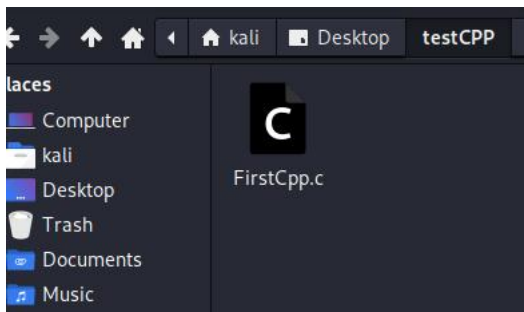 kali Desktop testCPP
laces
Computer
kali
Desktop
Trash
Documents
Music
C
FirstCpp.c